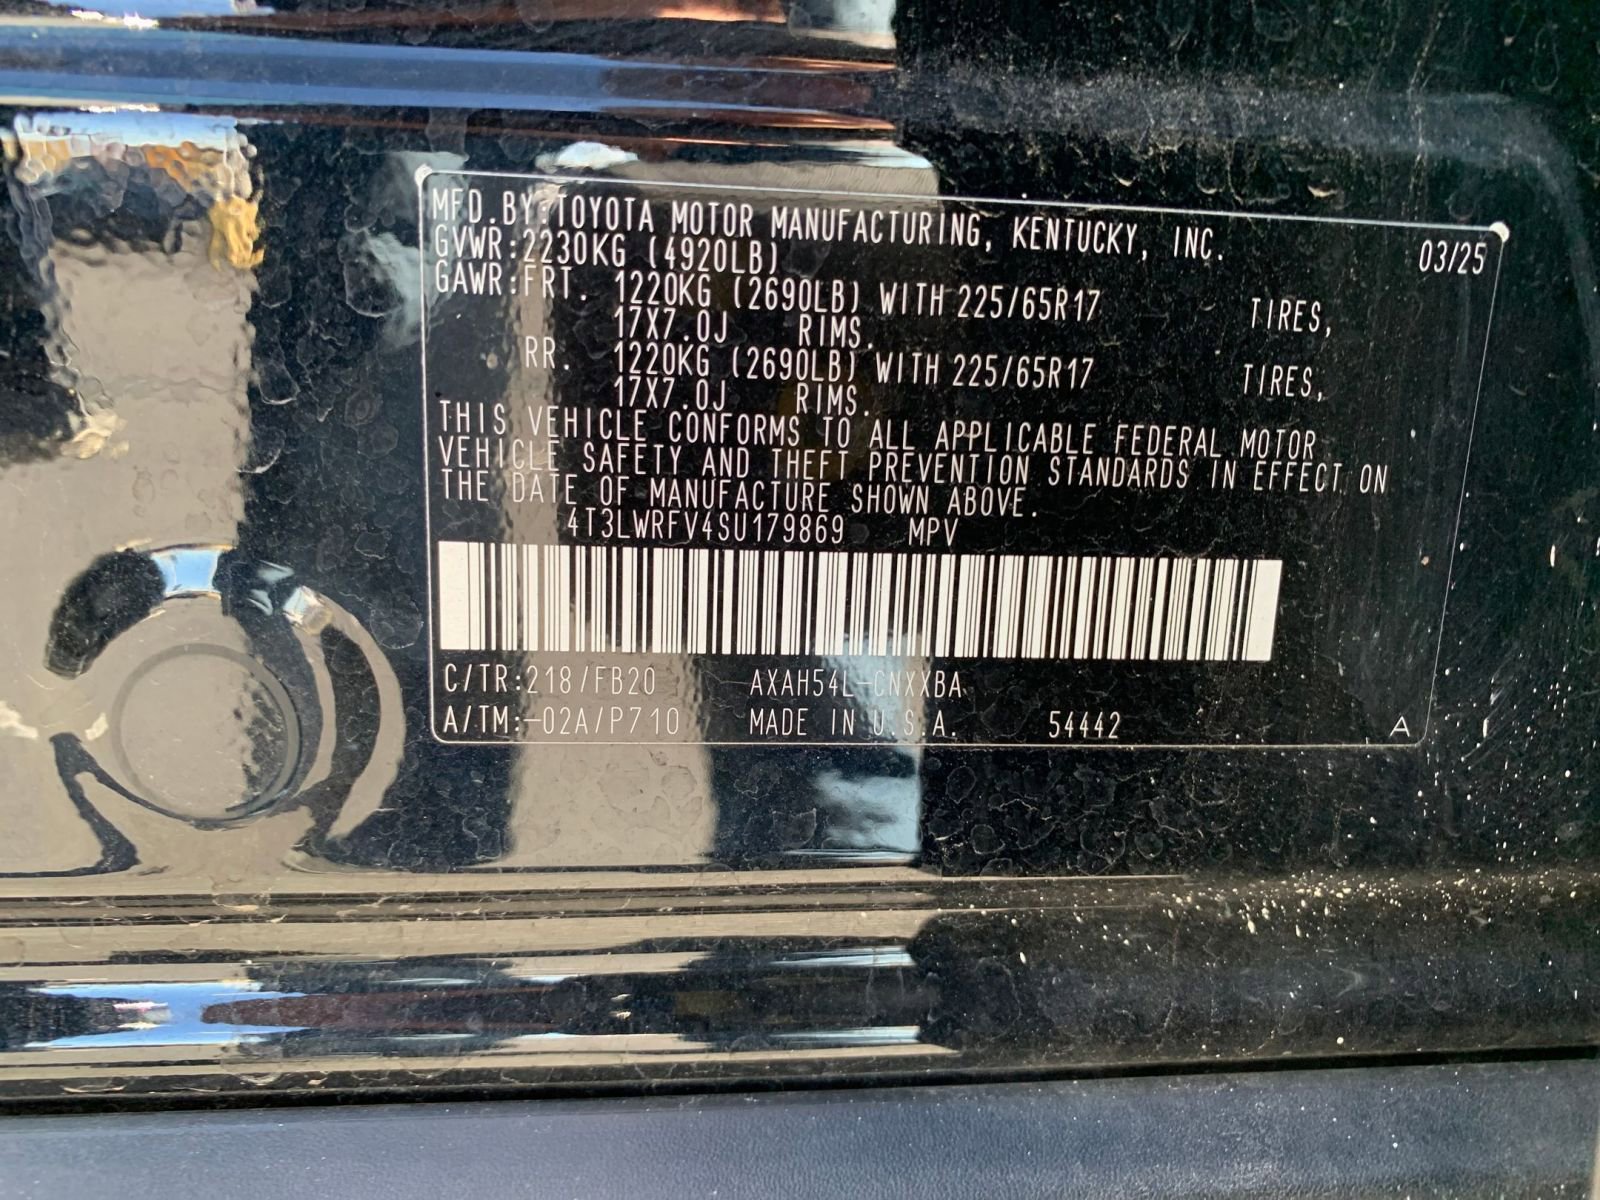 MFD.BY:TOYOTA MOTOR MANUFACTURING, KENTUCKY, INC. 03/25
GVWR:2230KG (4920LB)
GAWR:FRT. 1220KG (2690LB) WITH 225/65R17 TIRES,
17X7.0J RIMS.
RR. 1220KG (2690LB) WITH 225/65R17 TIRES,
17X7.0J RIMS.
THIS VEHICLE CONFORMS TO ALL APPLICABLE FEDERAL MOTOR
VEHICLE SAFETY AND THEFT PREVENTION STANDARDS IN EFFECT ON
THE DATE OF MANUFACTURE SHOWN ABOVE.
4T3LWRFV4SU179869 MPV
C/TR:218/FB20 AXAH54L-CNXXBA
A/TM:-02A/P710 MADE IN U.S.A. 54442 A